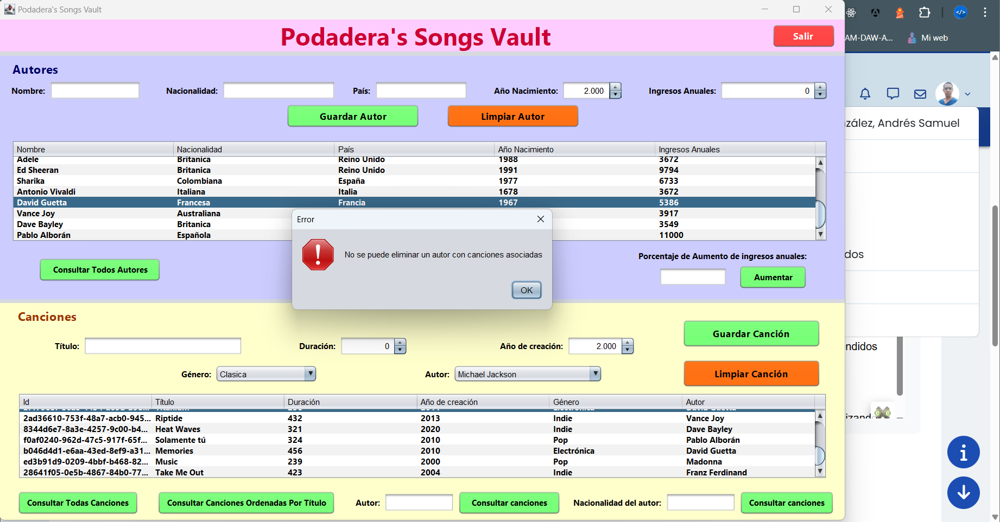 Podadera's Songs Vault
AM-DAW-A... Mi web
Podadera's Songs Vault
Salir
Autores
Nombre: Nacionalidad: País: Año Nacimiento: 2.000 Ingresos Anuales: 0
Guardar Autor Limpiar Autor
zález, Andrés Samuel
Nombre Nacionalidad País Año Nacimiento Ingresos Anuales
Adele Britanica Reino Unido 1988 3672
Ed Sheeran Britanica Reino Unido 1991 9794
Sharika Colombiana España 1977 6733
Antonio Vivaldi Italiana Italia 1678 3672
David Guetta Francesa Francia 1967 5386
Vance Joy Australiana 3917
Dave Bayley Britanica 3549
Pablo Alborán Española 11000
Error
No se puede eliminar un autor con canciones asociadas
OK
dos
Consultar Todos Autores
Porcentaje de Aumento de ingresos anuales:
Aumentar
Canciones
Guardar Canción
Título: Duración: 0 Año de creación: 2.000
ndidos
Género: Clasica Autor: Michael Jackson
Limpiar Canción
Id Título Duración Año de creación Género Autor
2ad36610-753f-48a7-acb0-945... Riptide 432 2013 Indie Vance Joy
8344d6e7-8a3e-4257-9c00-b4... Heat Waves 321 2020 Indie Dave Bayley
f0af0240-962d-47c5-917f-65f... Solamente tú 324 2010 Pop Pablo Alborán
b046d4d1-e6aa-43ed-8ef9-a31... Memories 456 2010 Electrónica David Guetta
ed3b91d9-0209-4bbf-b468-82... Music 239 2000 Pop Madonna
28641f05-0e5b-4867-84b0-77... Take Me Out 423 2004 Indie Franz Ferdinand
izand
Consultar Todas Canciones Consultar Canciones Ordenadas Por Título Autor: Consultar canciones Nacionalidad del autor: Consultar canciones